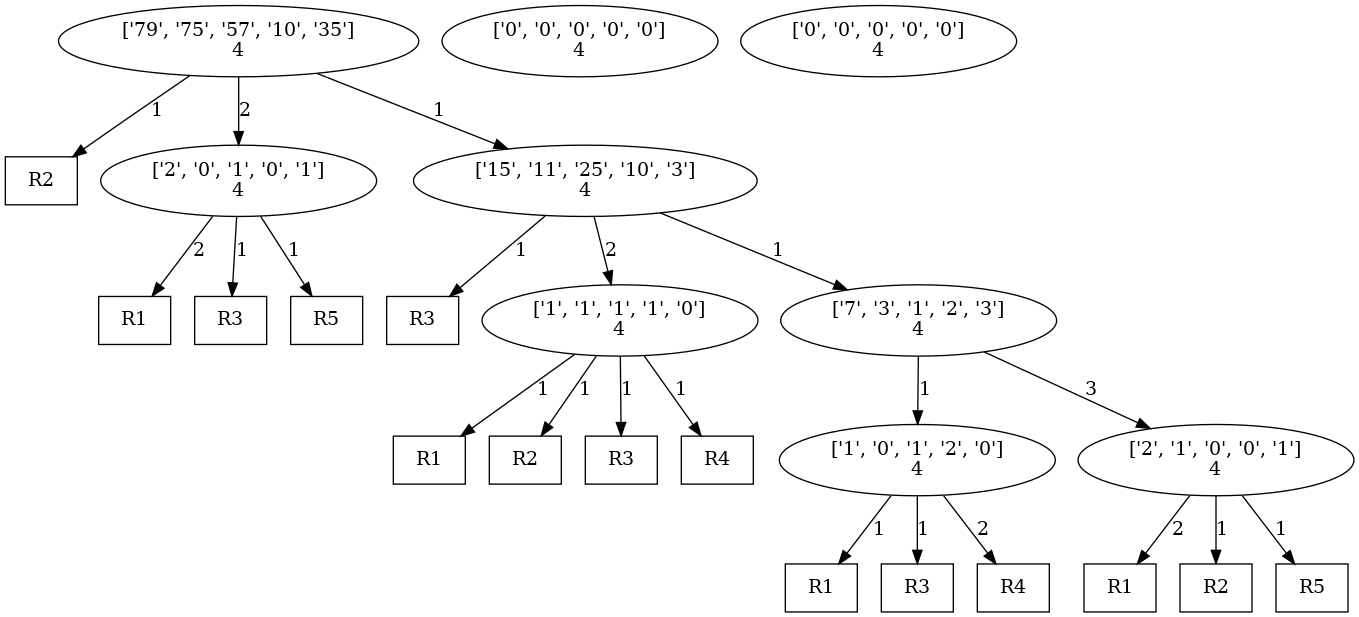 ['79', '75', '57', '10', '35']
4
['0', '0', '0', '0', '0']
4
['0', '0', '0', '0', '0']
4
1
2
1
R2
['2', '0', '1', '0', '1']
4
['15', '11', '25', '10', '3']
4
2
1
1
1
2
1
R1
R3
R5
R3
['1', '1', '1', '1', '0']
4
['7', '3', '1', '2', '3']
4
1
1
1
1
1
3
R1
R2
R3
R4
['1', '0', '1', '2', '0']
4
['2', '1', '0', '0', '1']
4
1
1
2
2
1
1
R1
R3
R4
R1
R2
R5